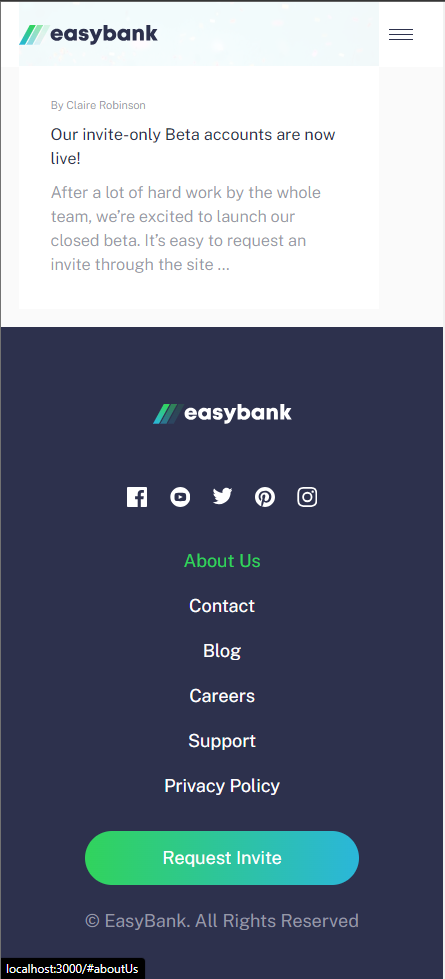 easybank
By Claire Robinson
Our invite-only Beta accounts are now
live!
After a lot of hard work by the whole
team, we’re excited to launch our
closed beta. It’s easy to request an
invite through the site ...
easybank
About Us
Contact
Blog
Careers
Support
Privacy Policy
Request Invite
© EasyBank. All Rights Reserved
localhost:3000/#aboutUs